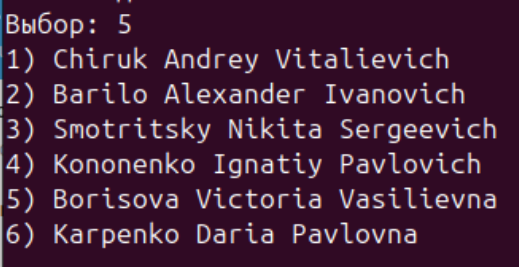 Выбор: 5
1) Chiruk Andrey Vitalievich
2) Barilo Alexander Ivanovich
3) Smotritsky Nikita Sergeevich
4) Kononenko Ignatiy Pavlovich
5) Borisova Victoria Vasilievna
6) Karpenko Daria Pavlovna